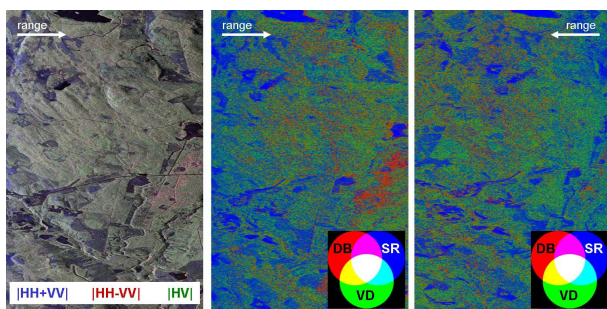 range
range
range
|HH+VV| |HH-VV| |HV|
DB SR
VD
DB SR
VD